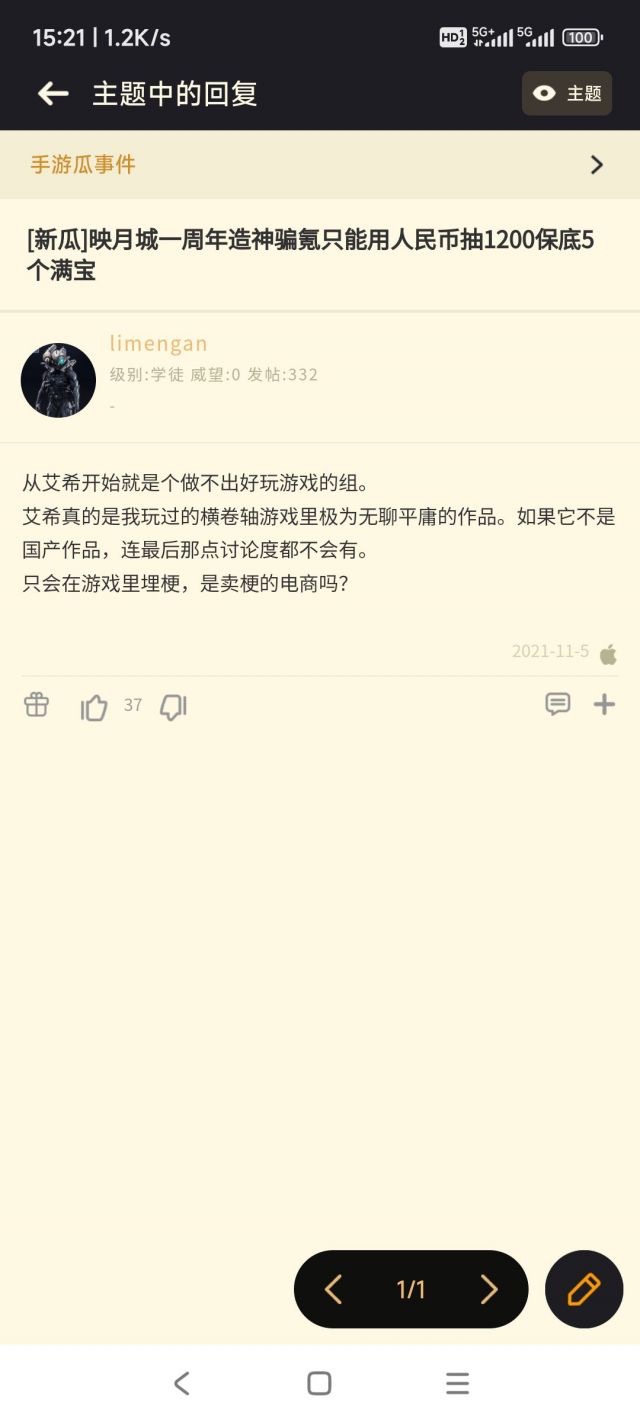 15:21 | 1.2K/s
HD1 2 5G+ 5G 100
主题中的回复
主题
手游瓜事件
[新瓜]映月城一周年造神骗氪只能用人民币抽1200保底5
个满宝
limengan
级别:学徒 威望:0 发帖:332
-
从艾希开始就是个做不出好玩游戏的组。
艾希真的是我玩过的横卷轴游戏里极为无聊平庸的作品。如果它不是
国产作品，连最后那点讨论度都不会有。
只会在游戏里埋梗，是卖梗的电商吗？
2021-11-5
37
1/1